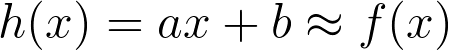 h(x) = ax + b ≈ f(x)